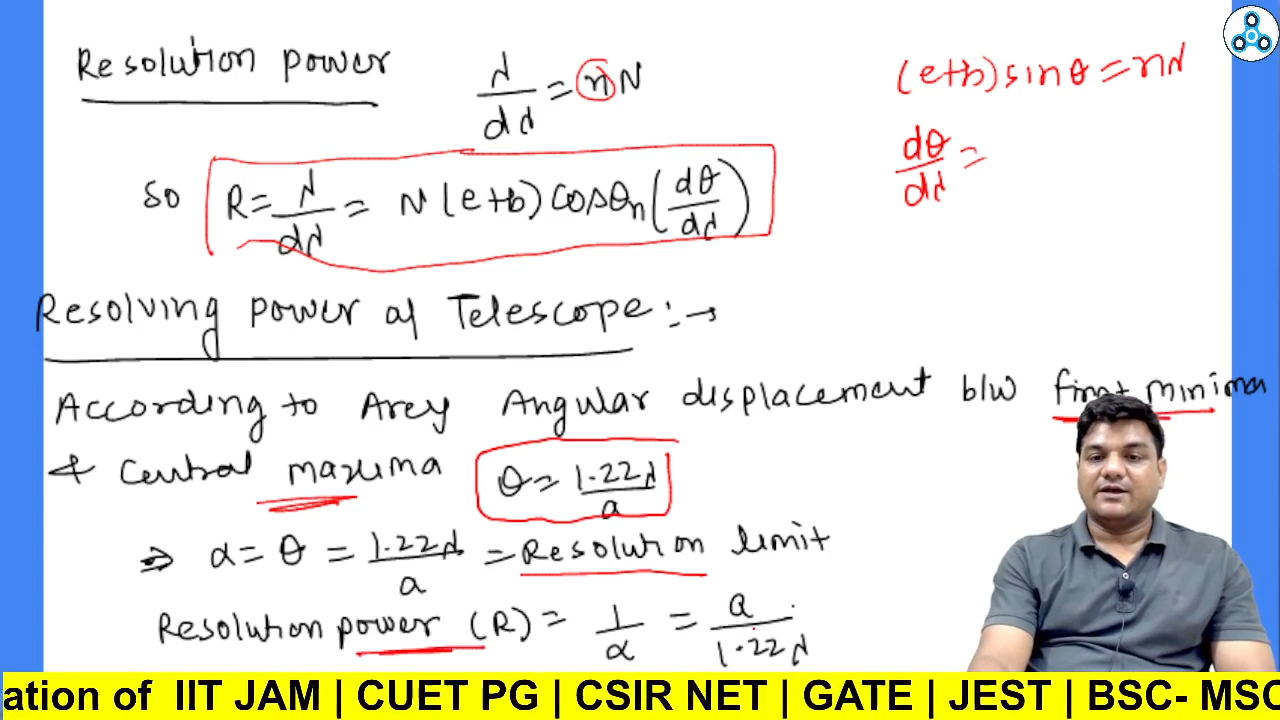 Resolution power λ/dλ = nN
(e+b) sin θ = nλ
dθ/dλ =
so R = λ/dλ = N (e+b) cosθn (dθ/dλ)
Resolving power of Telescope :→
According to Arey Angular displacement b/w first minima
& Central maxima θ = 1.22λ/a
⇒ α = θ = 1.22λ/a = Resolution limit
Resolution power (R) = 1/α = a/1.22λ
ation of IIT JAM | CUET PG | CSIR NET | GATE | JEST | BSC- MSC